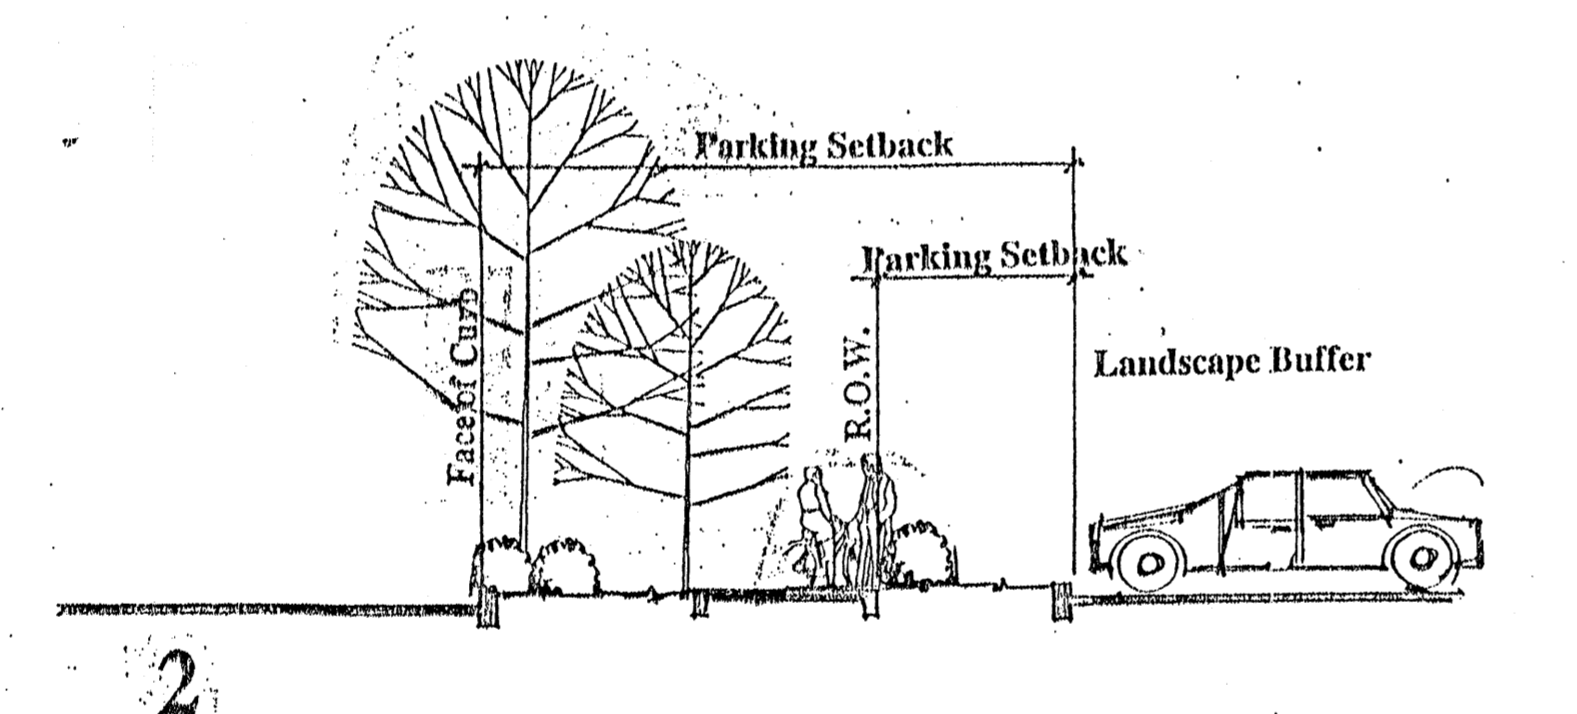 Parking Setback
Parking Setback
Face of Curb
R.O.W.
Landscape Buffer
2